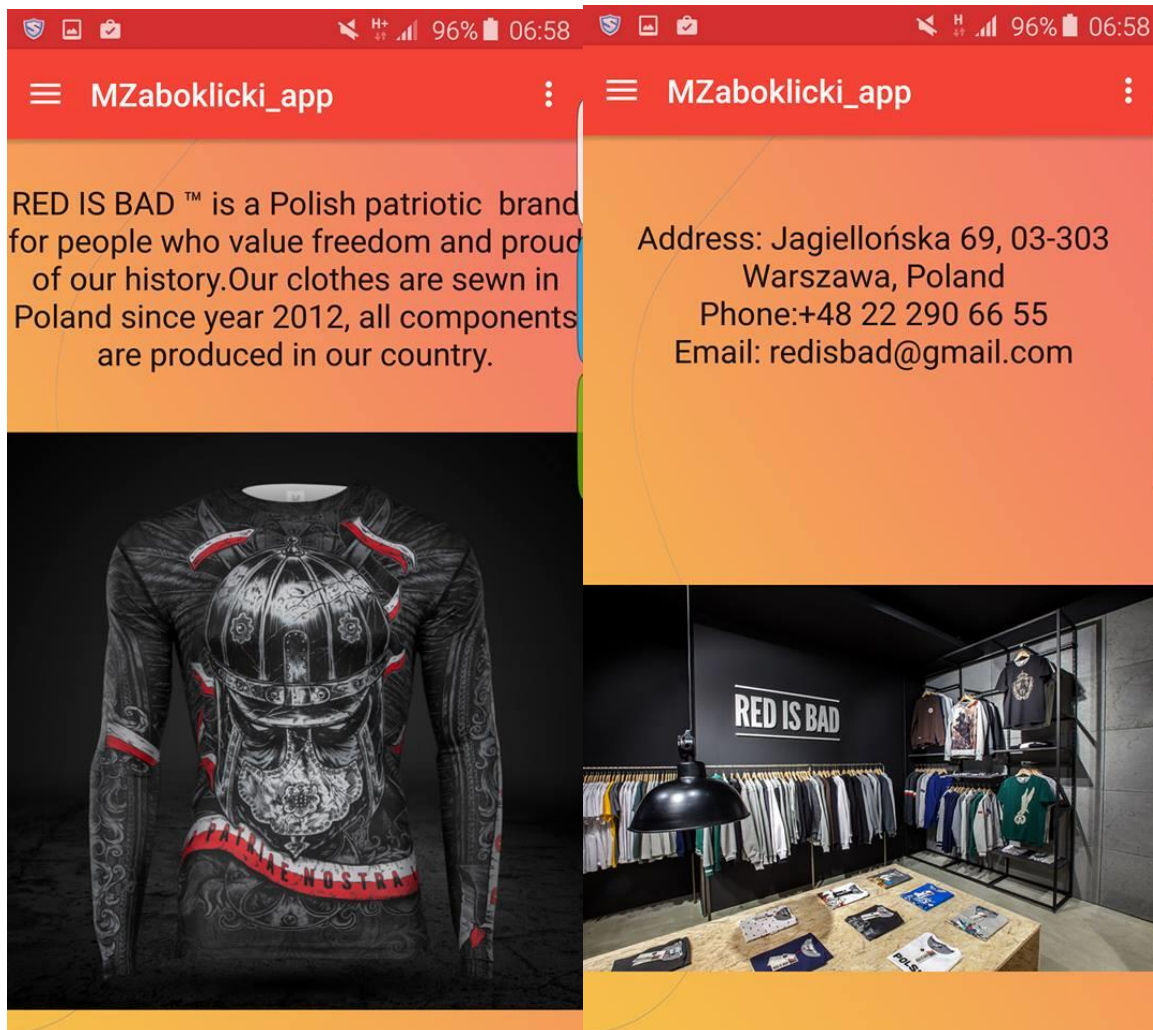 96% 06:58
MZaboklicki_app
RED IS BAD ™ is a Polish patriotic  brand
for people who value freedom and proud
of our history.Our clothes are sewn in
Poland since year 2012, all components
are produced in our country.
PATRIAE NOSTRA
H 96% 06:58
MZaboklicki_app
Address: Jagiellońska 69, 03-303
Warszawa, Poland
Phone:+48 22 290 66 55
Email: redisbad@gmail.com
RED IS BAD